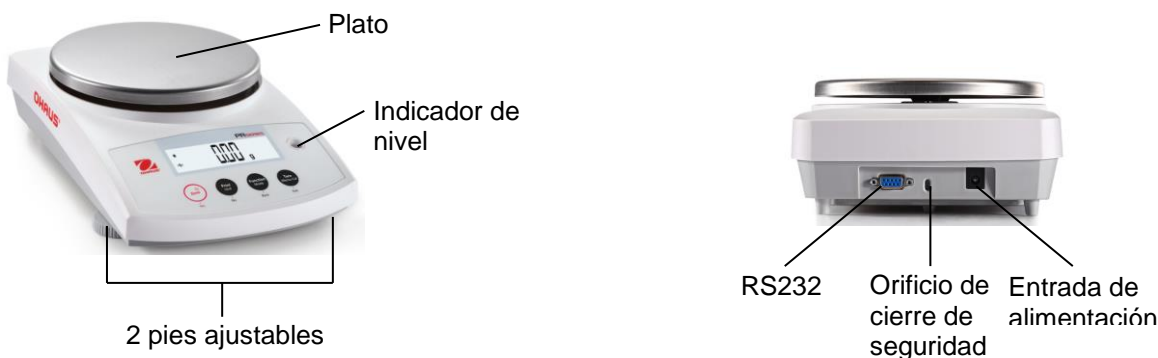 Plato
OHAUS
Indicador de
nivel
PR
0.00 g
2 pies ajustables
RS232
Orificio de
cierre de
seguridad
Entrada de
alimentación